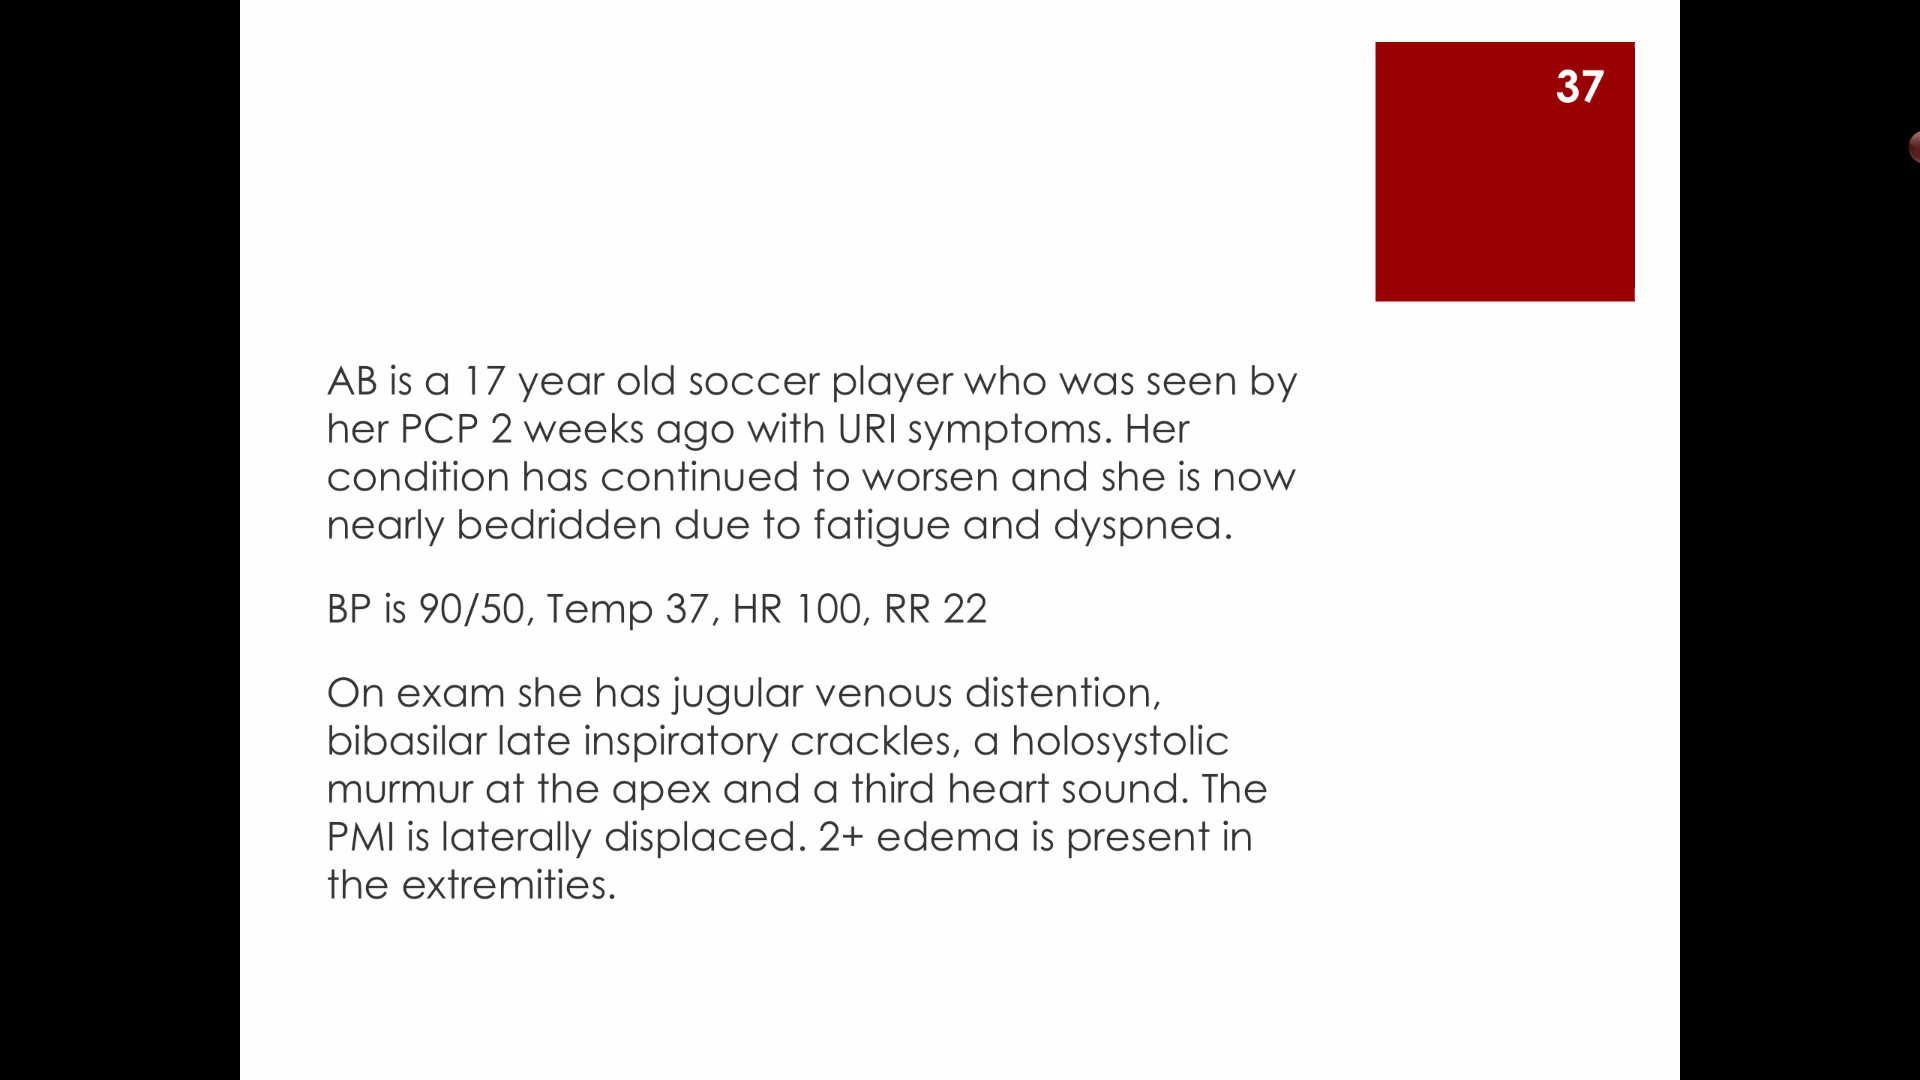 37
AB is a 17 year old soccer player who was seen by
her PCP 2 weeks ago with URI symptoms. Her
condition has continued to worsen and she is now
nearly bedridden due to fatigue and dyspnea.
BP is 90/50, Temp 37, HR 100, RR 22
On exam she has jugular venous distention,
bibasilar late inspiratory crackles, a holosystolic
murmur at the apex and a third heart sound. The
PMI is laterally displaced. 2+ edema is present in
the extremities.